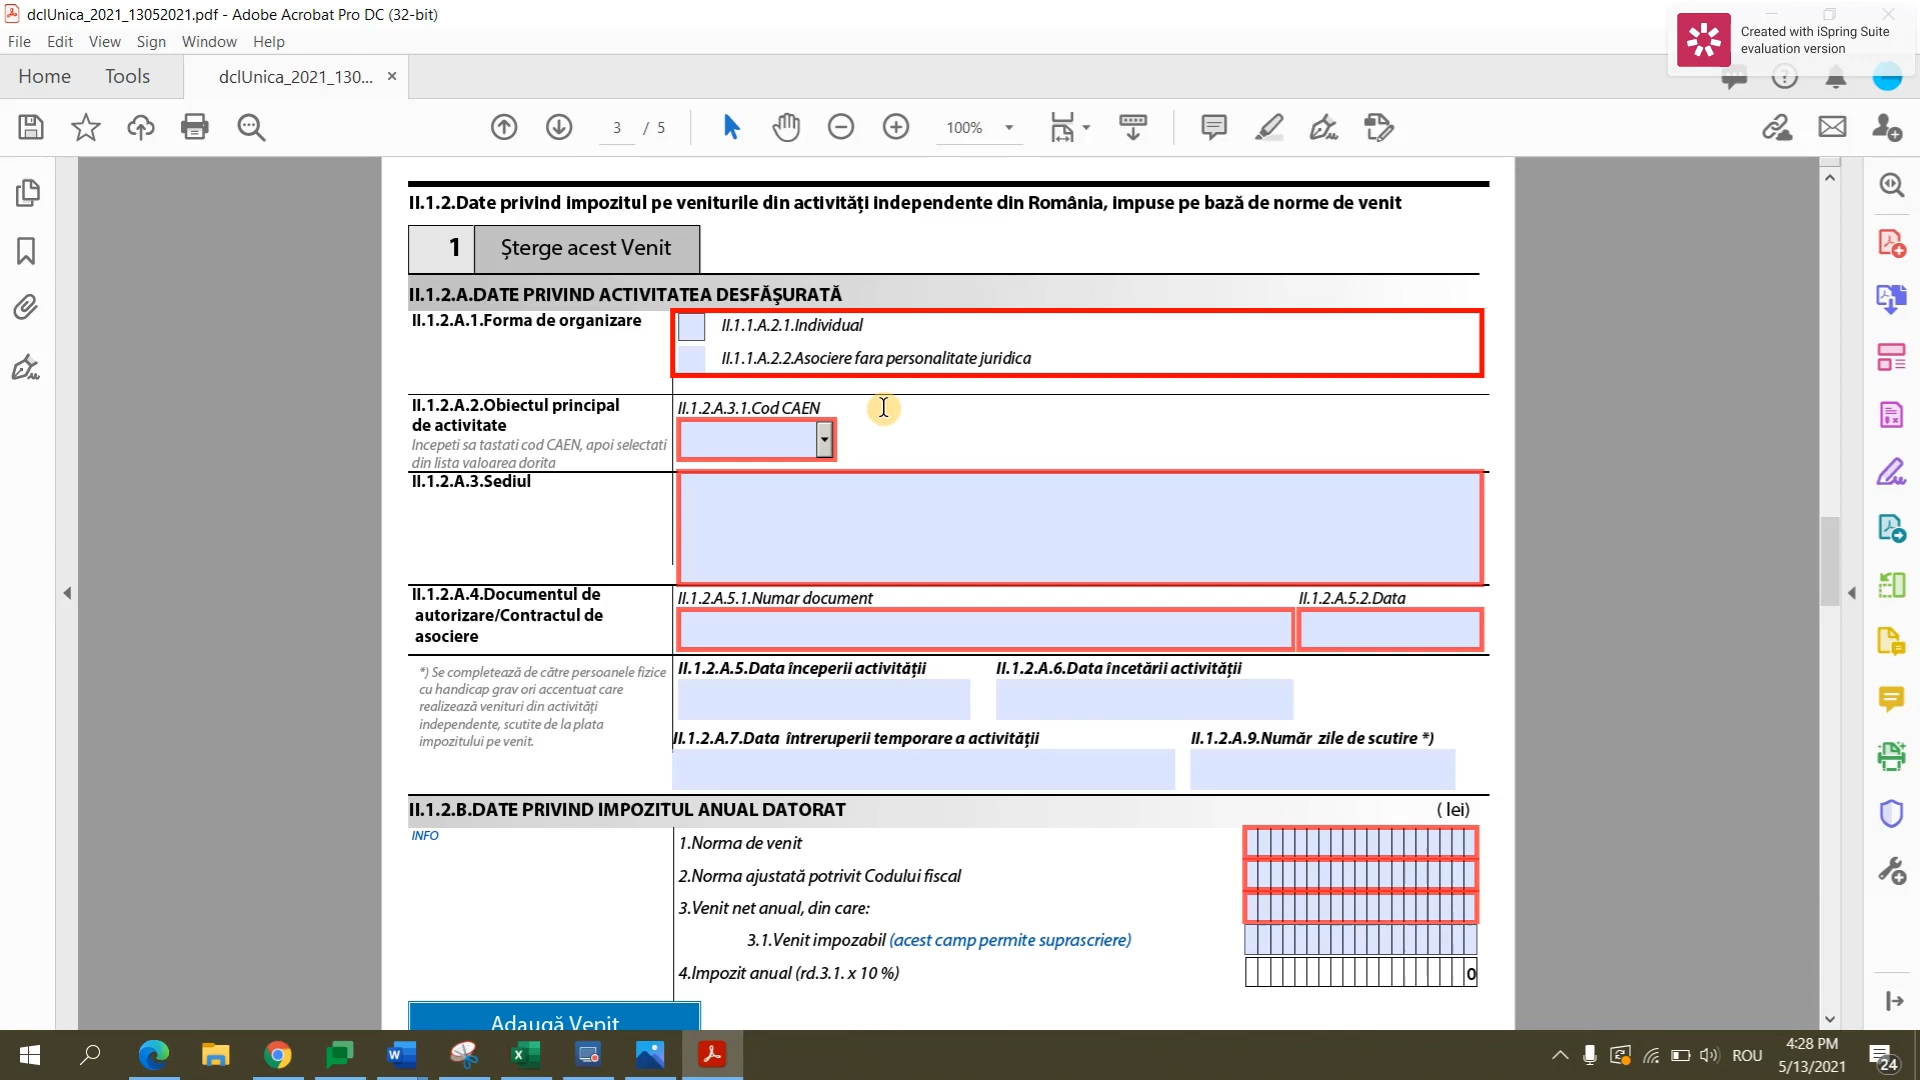 dclUnica_2021_13052021.pdf - Adobe Acrobat Pro DC (32-bit)
Created with iSpring Suite
evaluation version
File Edit View Sign Window Help
Home Tools dclUnica_2021_130... ×
3 / 5 100%
II.1.2.Date privind impozitul pe veniturile din activități independente din România, impuse pe bază de norme de venit
1 Șterge acest Venit
II.1.2.A.DATE PRIVIND ACTIVITATEA DESFĂŞURATĂ
II.1.2.A.1.Forma de organizare
II.1.1.A.2.1.Individual
II.1.1.A.2.2.Asociere fara personalitate juridica
II.1.2.A.2.Obiectul principal
de activitate
Incepeti sa tastati cod CAEN, apoi selectati
din lista valoarea dorita
II.1.2.A.3.1.Cod CAEN
II.1.2.A.3.Sediul
II.1.2.A.4.Documentul de
autorizare/Contractul de
asociere
II.1.2.A.5.1.Numar document II.1.2.A.5.2.Data
*) Se completează de către persoanele fizice
cu handicap grav ori accentuat care
realizează venituri din activități
independente, scutite de la plata
impozitului pe venit.
II.1.2.A.5.Data începerii activității II.1.2.A.6.Data încetării activității
II.1.2.A.7.Data întreruperii temporare a activității II.1.2.A.9.Număr zile de scutire *)
II.1.2.B.DATE PRIVIND IMPOZITUL ANUAL DATORAT ( lei)
INFO
1.Norma de venit
2.Norma ajustată potrivit Codului fiscal
3.Venit net anual, din care:
3.1.Venit impozabil (acest camp permite suprascriere)
4.Impozit anual (rd.3.1. x 10 %) 0
Adaugă Venit
ROU
4:28 PM
5/13/2021
24